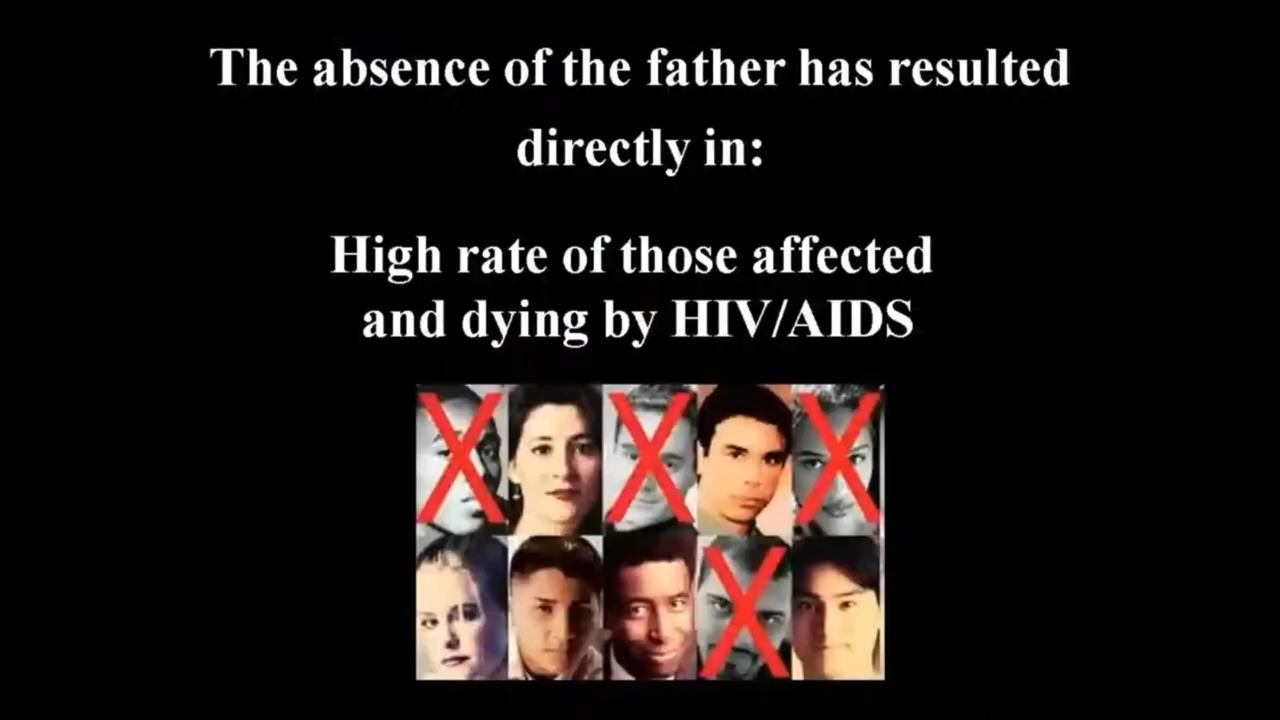 The absence of the father has resulted
directly in:
High rate of those affected
and dying by HIV/AIDS